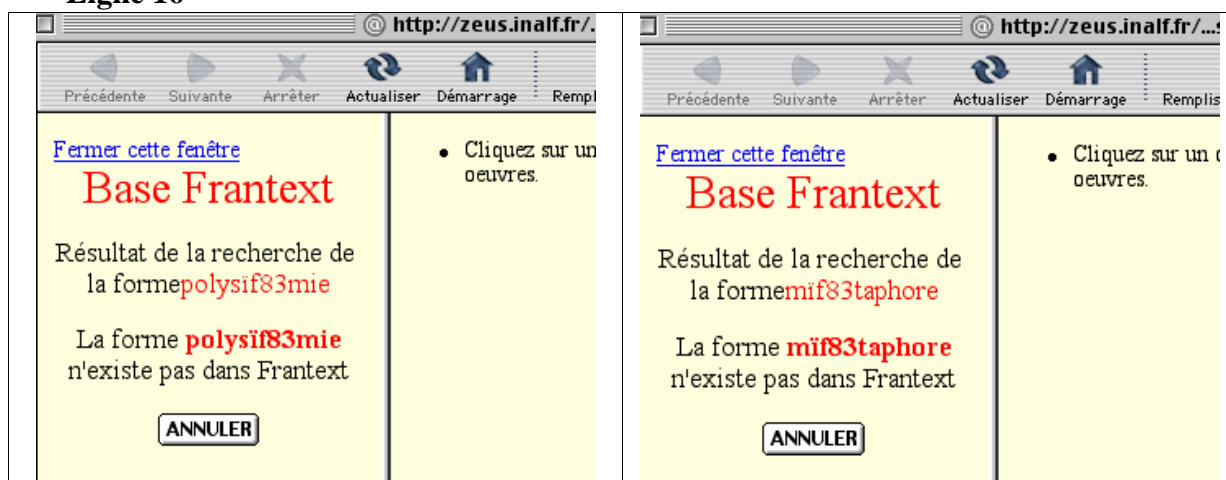 Ligne 16
@ http://zeus.inalf.fr/.
Précédente Suivante Arrêter Actualiser Démarrage Rempl
Fermer cette fenêtre
Base Frantext
Résultat de la recherche de
la formepolysïf83mie
La forme polysïf83mie
n'existe pas dans Frantext
ANNULER
• Cliquez sur un
oeuvres.
@ http://zeus.inalf.fr/...s
Précédente Suivante Arrêter Actualiser Démarrage Remplis
Fermer cette fenêtre
Base Frantext
Résultat de la recherche de
la formemïf83taphore
La forme mïf83taphore
n'existe pas dans Frantext
ANNULER
• Cliquez sur un
oeuvres.